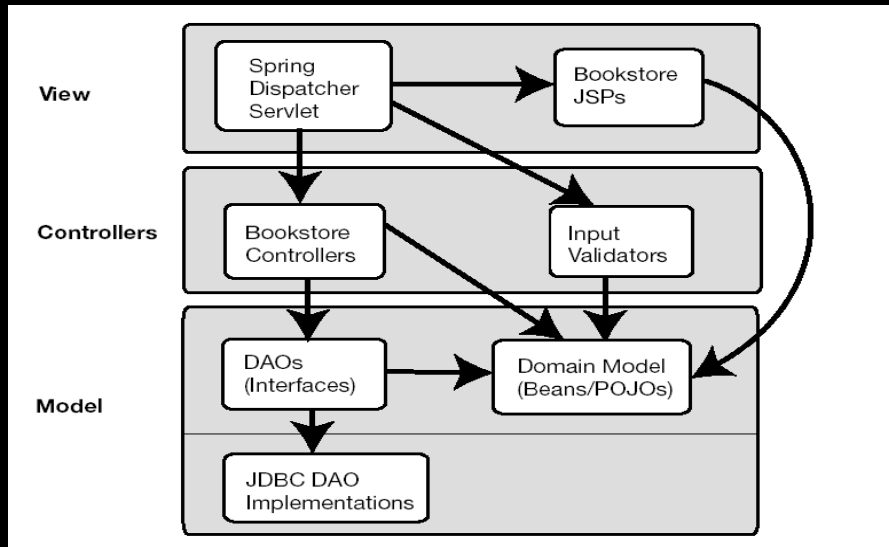 View
Spring
Dispatcher
Servlet
Bookstore
JSPs
Controllers
Bookstore
Controllers
Input
Validators
Model
DAOs
(Interfaces)
Domain Model
(Beans/POJOs)
JDBC DAO
Implementations